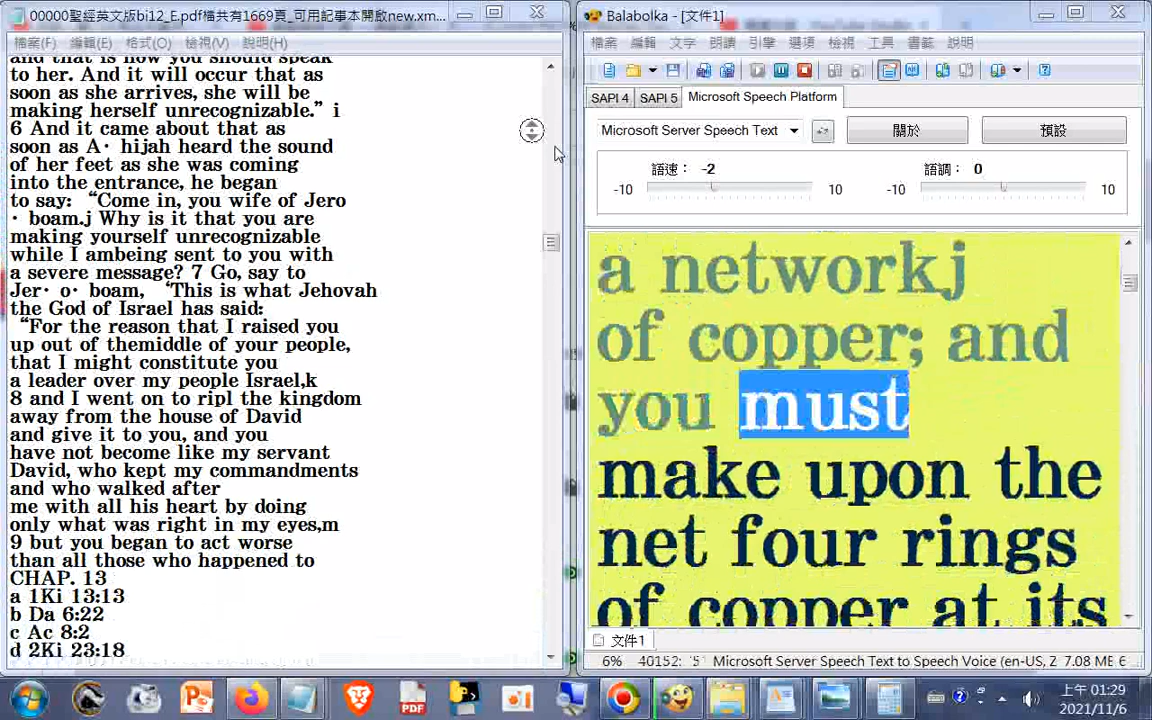 00000聖經英文版bi12_E.pdf檔共有1669頁_可用記事本開啟new.xm...
檔案(F) 編輯(E) 格式(O) 檢視(V) 說明(H)
and that is how you should speak
to her. And it will occur that as
soon as she arrives, she will be
making herself unrecognizable.” i
6 And it came about that as
soon as A· hijah heard the sound
of her feet as she was coming
into the entrance, he began
to say: “Come in, you wife of Jero
· boam.j Why is it that you are
making yourself unrecognizable
while I ambeing sent to you with
a severe message? 7 Go, say to
Jer· o· boam, ‘This is what Jehovah
the God of Israel has said:
“For the reason that I raised you
up out of themiddle of your people,
that I might constitute you
a leader over my people Israel,k
8 and I went on to ripl the kingdom
away from the house of David
and give it to you, and you
have not become like my servant
David, who kept my commandments
and who walked after
me with all his heart by doing
only what was right in my eyes,m
9 but you began to act worse
than all those who happened to
CHAP. 13
a 1Ki 13:13
b Da 6:22
c Ac 8:2
d 2Ki 23:18
Balabolka - [文件1]
檔案 編輯 文字 朗讀 引擎 選項 檢視 工具 書籤 說明
SAPI 4 SAPI 5 Microsoft Speech Platform
Microsoft Server Speech Text 關於 預設
語速： -2 語調： 0
-10 10 -10 10
a networkj
of copper; and
you must
make upon the
net four rings
of copper at its
文件1
6% 40152: '5' Microsoft Server Speech Text to Speech Voice (en-US, Z 7.08 MB 6
PDF
上午 01:29
2021/11/6